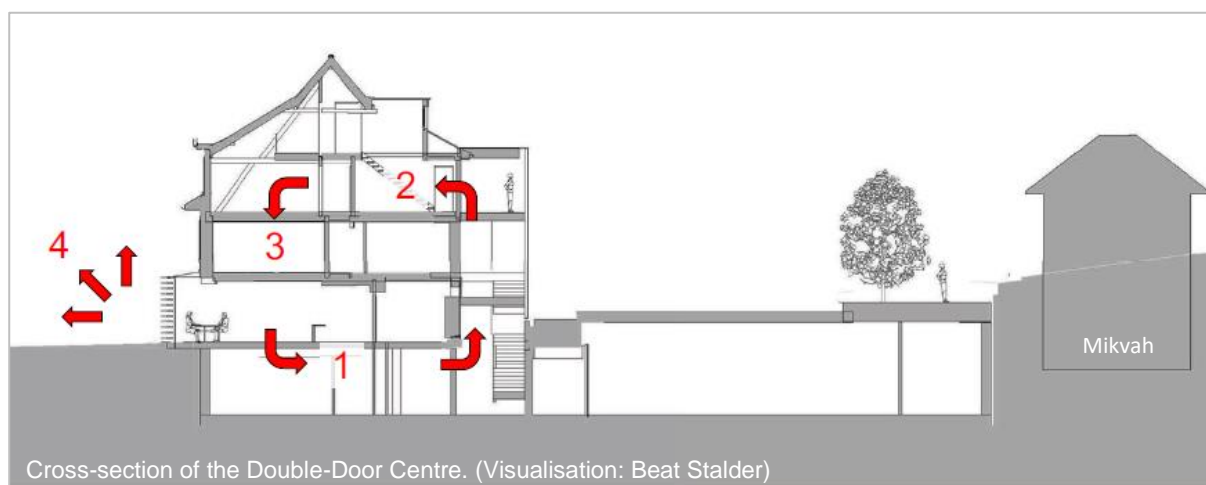 2
3
4
1
Mikvah
Cross-section of the Double-Door Centre. (Visualisation: Beat Stalder)